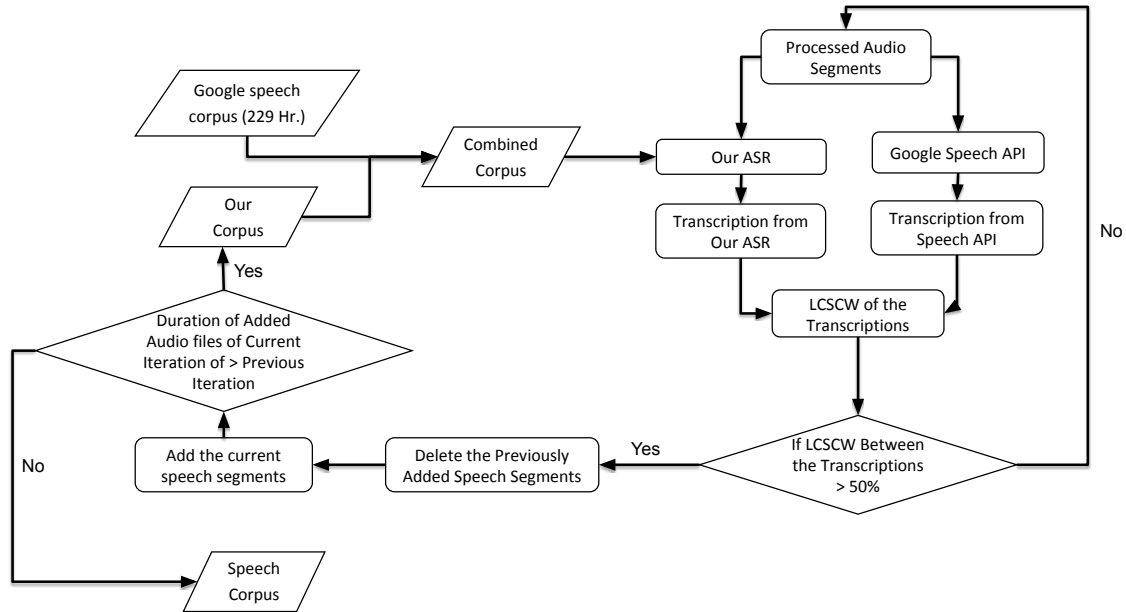 Processed Audio
Segments
Google speech
corpus (229 Hr.)
Combined
Corpus
Our ASR
Google Speech API
Our
Corpus
Transcription from
Our ASR
Transcription from
Speech API
No
Yes
LCSCW of the
Transcriptions
Duration of Added
Audio files of Current
Iteration of > Previous
Iteration
No
Add the current
speech segments
Delete the Previously
Added Speech Segments
Yes
If LCSCW Between
the Transcriptions
> 50%
Speech
Corpus